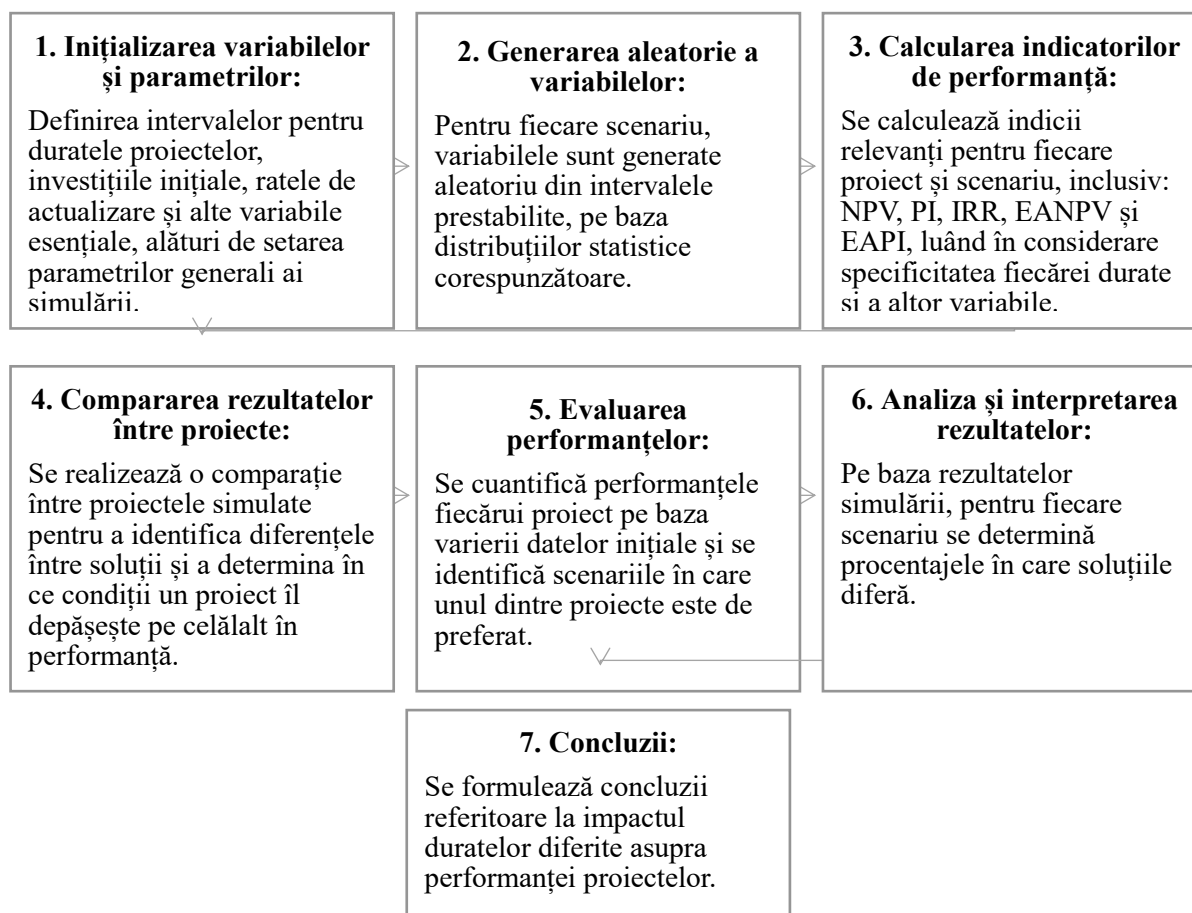 1. Inițializarea variabilelor
și parametrilor:
Definirea intervalelor pentru
duratele proiectelor,
investițiile inițiale, ratele de
actualizare și alte variabile
esențiale, alături de setarea
parametrilor generali ai
simulării.
2. Generarea aleatorie a
variabilelor:
Pentru fiecare scenariu,
variabilele sunt generate
aleatoriu din intervalele
prestabilite, pe baza
distribuțiilor statistice
corespunzătoare.
3. Calcularea indicatorilor
de performanță:
Se calculează indicii
relevanți pentru fiecare
proiect și scenariu, inclusiv:
NPV, PI, IRR, EANPV și
EAPI, luând în considerare
specificitatea fiecărei durate
și a altor variabile.
4. Compararea rezultatelor
între proiecte:
Se realizează o comparație
între proiectele simulate
pentru a identifica diferențele
între soluții și a determina în
ce condiții un proiect îl
depășește pe celălalt în
performanță.
5. Evaluarea
performanțelor:
Se cuantifică performanțele
fiecărui proiect pe baza
varierii datelor inițiale și se
identifică scenariile în care
unul dintre proiecte este de
preferat.
6. Analiza și interpretarea
rezultatelor:
Pe baza rezultatelor
simulării, pentru fiecare
scenariu se determină
procentajele în care soluțiile
diferă.
7. Concluzii:
Se formulează concluzii
referitoare la impactul
duratelor diferite asupra
performanței proiectelor.